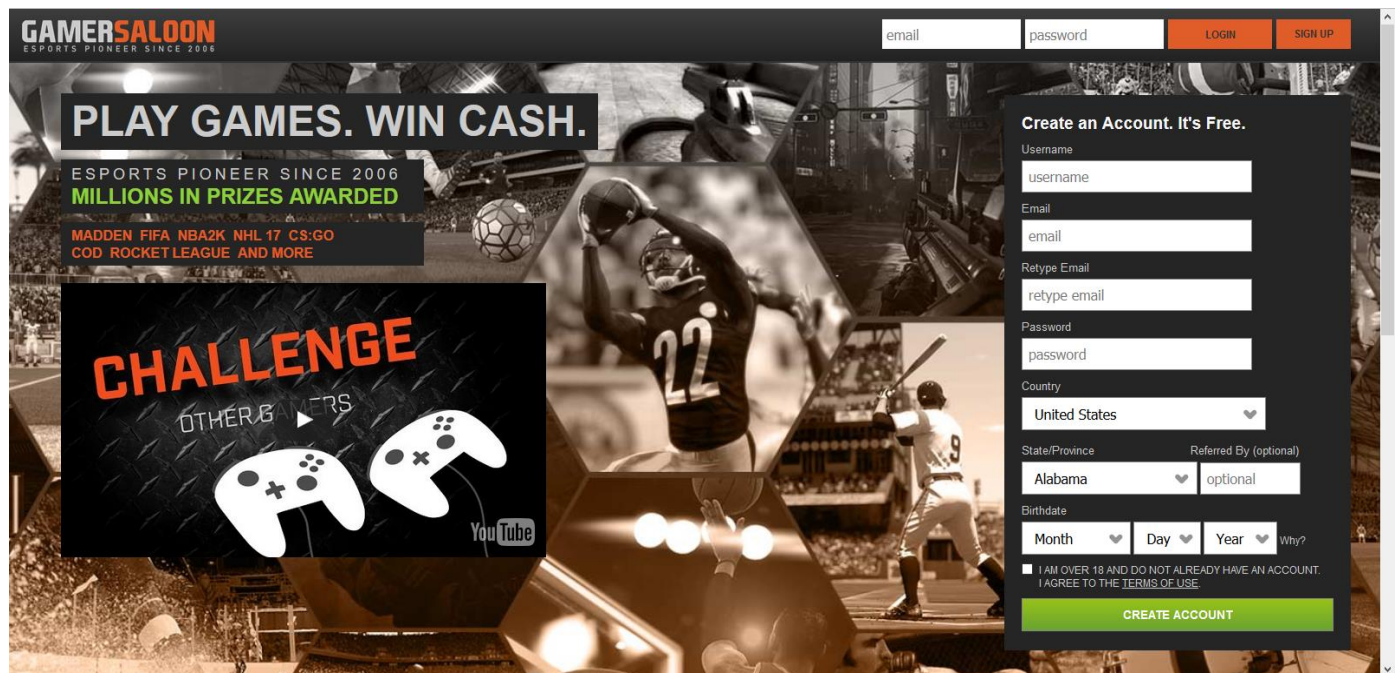 GAMERSALOON
ESPORTS PIONEER SINCE 2006
email
password
LOGIN
SIGN UP
PLAY GAMES. WIN CASH.
ESPORTS PIONEER SINCE 2006
MILLIONS IN PRIZES AWARDED
MADDEN FIFA NBA2K NHL 17 CS:GO
COD ROCKET LEAGUE AND MORE
CHALLENGE
OTHER GAMERS
YouTube
22
9
Create an Account. It's Free.
Username
username
Email
email
Retype Email
retype email
Password
password
Country
United States
State/Province Referred By (optional)
Alabama optional
Birthdate
Month Day Year Why?
I AM OVER 18 AND DO NOT ALREADY HAVE AN ACCOUNT.
I AGREE TO THE TERMS OF USE.
CREATE ACCOUNT